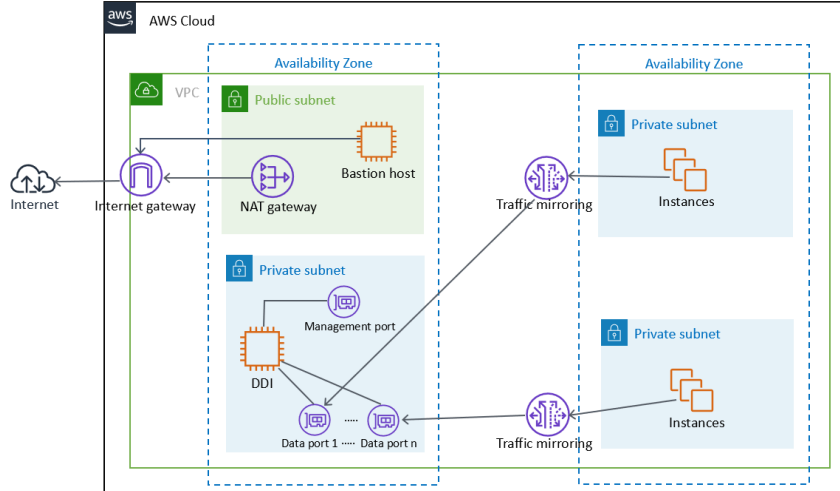 aws
AWS Cloud
Availability Zone
Availability Zone
VPC
Public subnet
Private subnet
Bastion host
Internet
Internet gateway
NAT gateway
Traffic mirroring
Instances
Private subnet
Management port
Private subnet
DDI
Data port 1 ..... Data port n
Traffic mirroring
Instances